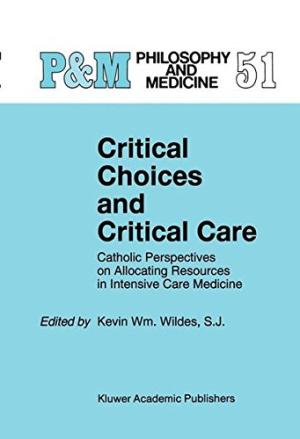 P&M
PHILOSOPHY
AND
MEDICINE
51
Critical
Choices
and
Critical Care
Catholic Perspectives
on Allocating Resources
in Intensive Care Medicine
Edited by Kevin Wm. Wildes, S.J.
Kluwer Academic Publishers